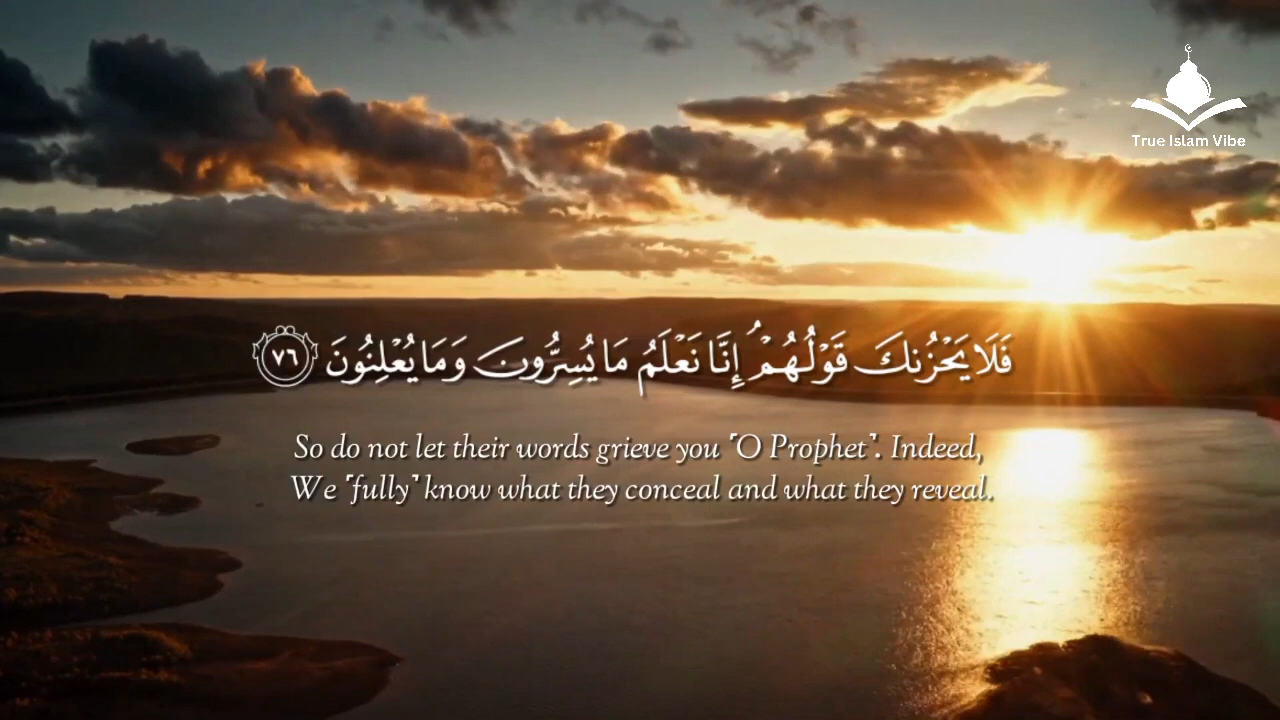 True Islam Vibe
فَلَا يَحْزُنكَ قَوْلُهُمْ ۘ إِنَّا نَعْلَمُ مَا يُسِرُّونَ وَمَا يُعْلِنُونَ ٧٦
So do not let their words grieve you ˹O Prophet˺. Indeed,
We ˹fully˺ know what they conceal and what they reveal.